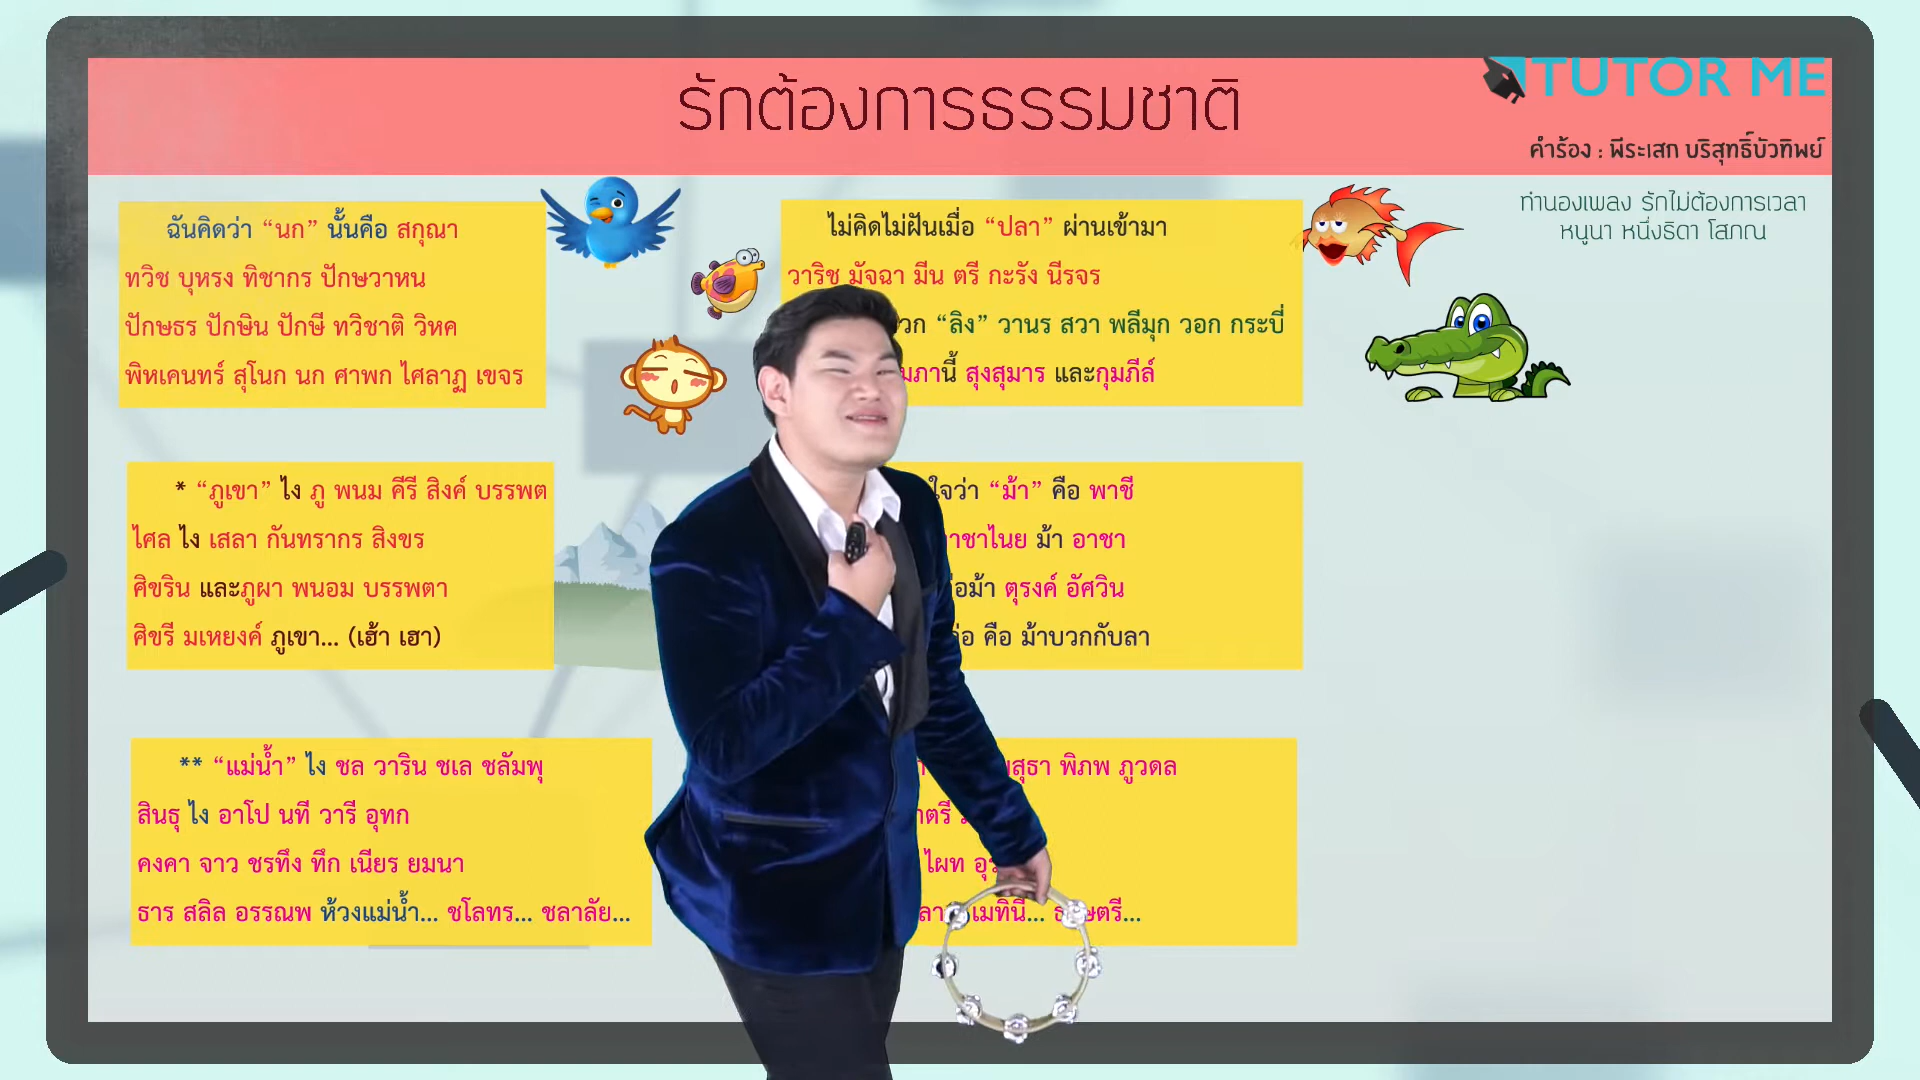 รักต้องการธรรมชาติ
TUTOR ME
คำร้อง : พีระเสก บริสุทธิ์บัวทิพย์
ทำนองเพลง รักไม่ต้องการเวลา
หนูนา หนึ่งธิดา โสภณ
ฉันคิดว่า “นก” นั้นคือ สกุณา
ทวิช บุหรง ทิชากร ปักษวาหน
ปักษธร ปักษิน ปักษี ทวิชาติ วิหค
พิหเคนทร์ สุโนก นก ศาพก ไศลาฏ เขจร
ไม่คิดไม่ฝันเมื่อ “ปลา” ผ่านเข้ามา
วาริช มัจฉา มีน ตรี กะรัง นีรจร
“ลิง” วานร สวา พลีมุก วอก กระบี่
สุงสุมาร และกุมภีล์
* “ภูเขา” ไง ภู พนม คีรี สิงค์ บรรพต
ไศล ไง เสลา กันทรากร สิงขร
ศิขริน และภูผา พนอม บรรพตา
ศิขรี มเหยงค์ ภูเขา... (เฮ้า เฮา)
“ม้า” คือ พาชี
ม้า อาชา
ตุรงค์ อัศวิน
คือ ม้าบวกกับลา
** “แม่น้ำ” ไง ชล วาริน ชเล ชลัมพุ
สินธุ ไง อาโป นที วารี อุทก
คงคา จาว ชรทึง ทึก เนียร ยมนา
ธาร สลิล อรรณพ ห้วงแม่น้ำ... ชโลทร... ชลาลัย...
พิภพ ภูวดล
ไผท
เมทินี...